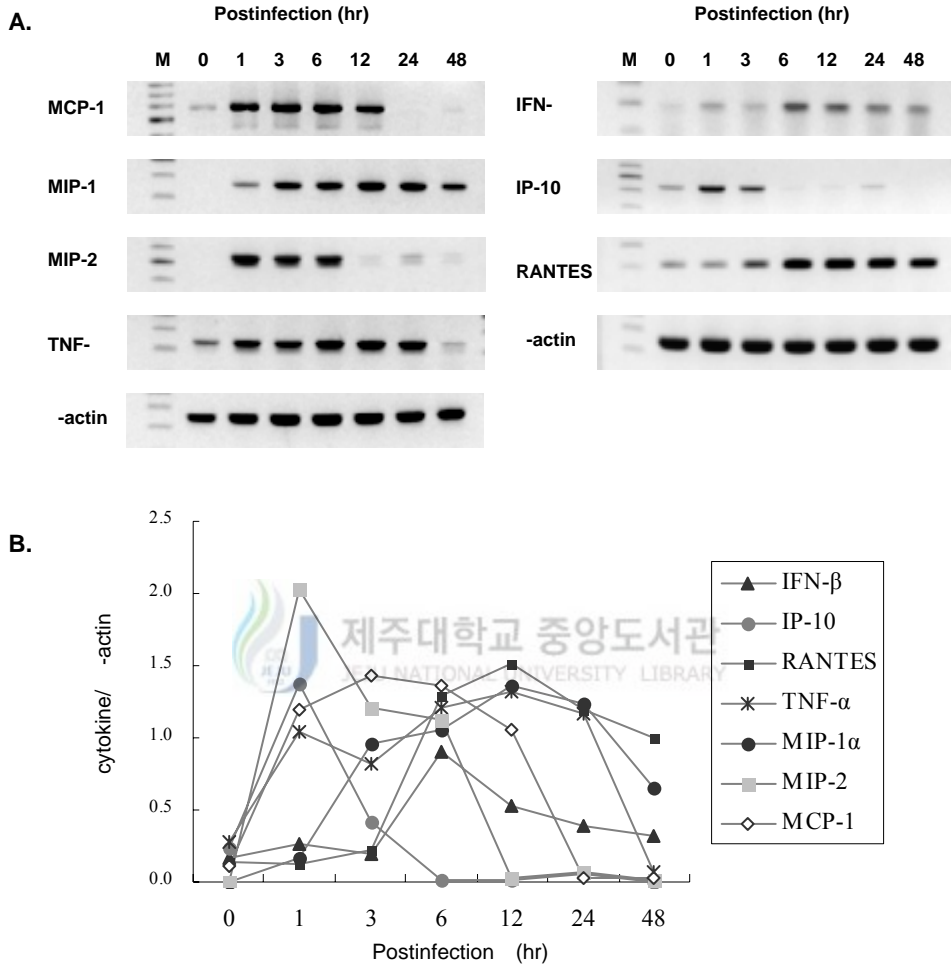 A.
Postinfection (hr)
M 0 1 3 6 12 24 48
MCP-1
MIP-1
MIP-2
TNF-
-actin
Postinfection (hr)
M 0 1 3 6 12 24 48
IFN-
IP-10
RANTES
-actin
B.
cytokine/ -actin
2.5
2.0
1.5
1.0
0.5
0.0
0 1 3 6 12 24 48
Postinfection (hr)
IFN-β
IP-10
RANTES
TNF-α
MIP-1α
MIP-2
MCP-1
제주대학교 중앙도서관
JEJU NATIONAL UNIVERSITY LIBRARY